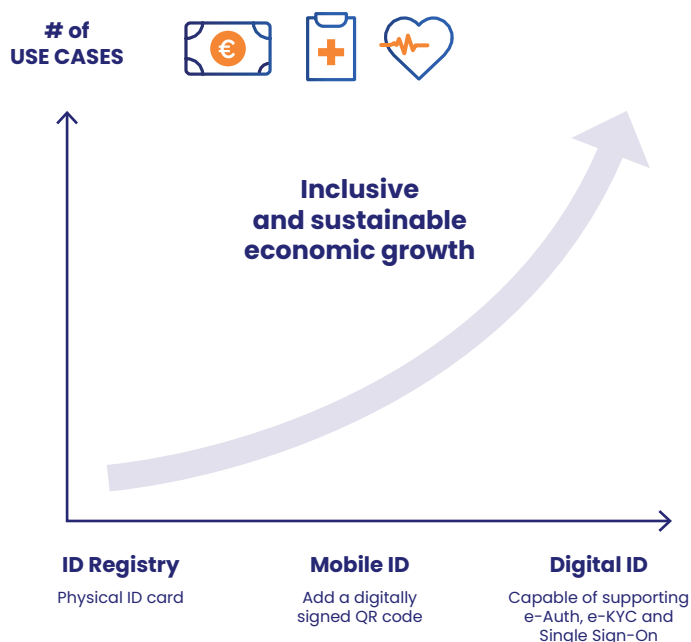 # of
USE CASES
€
Inclusive
and sustainable
economic growth
ID Registry
Physical ID card
Mobile ID
Add a digitally
signed QR code
Digital ID
Capable of supporting
e-Auth, e-KYC and
Single Sign-On